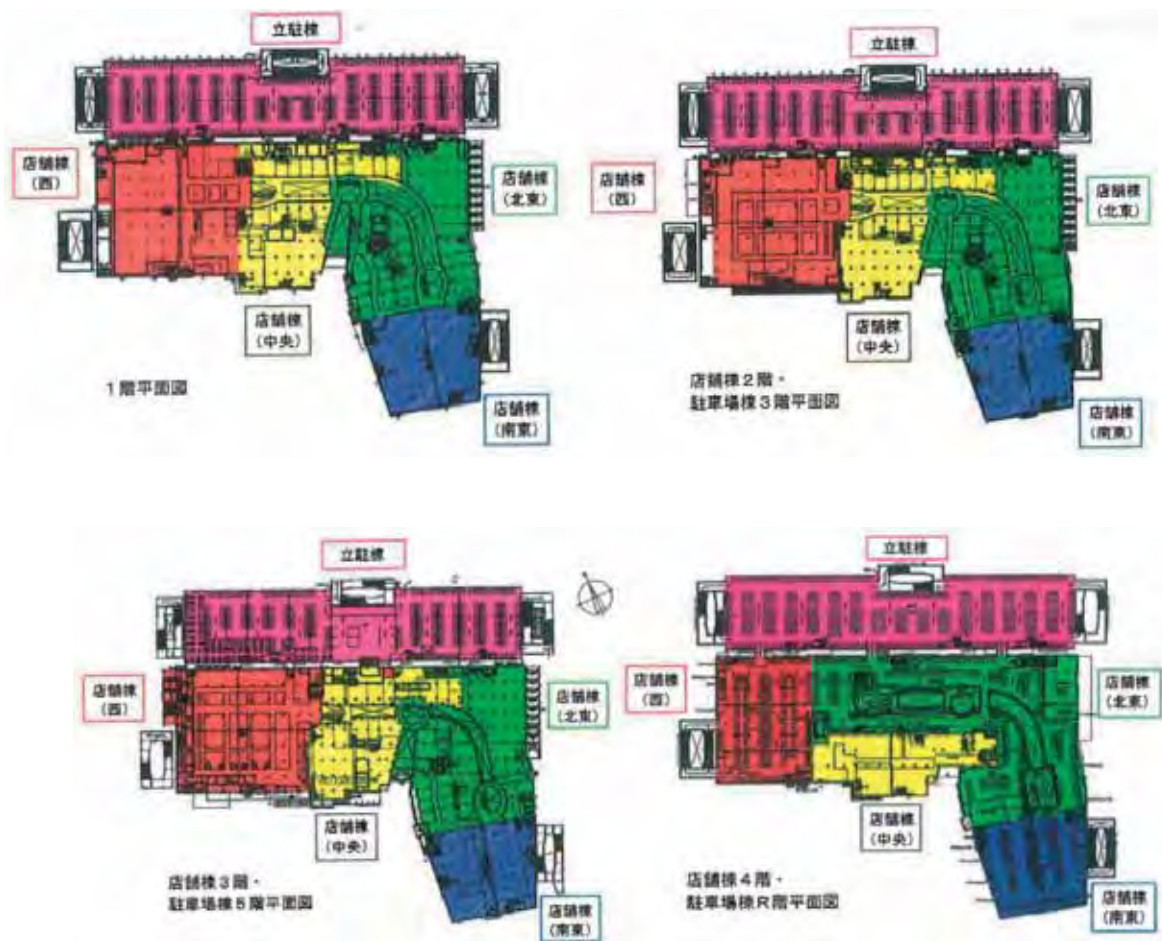 立駐棟
店舗棟
(西)
店舗棟
(北東)
店舗棟
(中央)
1階平面図
店舗棟
(南東)
立駐棟
店舗棟
(西)
店舗棟
(北東)
店舗棟
(中央)
店舗棟2階・
駐車場棟3階平面図
店舗棟
(南東)
立駐棟
店舗棟
(西)
店舗棟
(北東)
店舗棟
(中央)
店舗棟3階・
駐車場棟5階平面図
店舗棟
(南東)
立駐棟
店舗棟
(西)
店舗棟
(北東)
店舗棟
(中央)
店舗棟4階・
駐車場棟R階平面図
店舗棟
(南東)